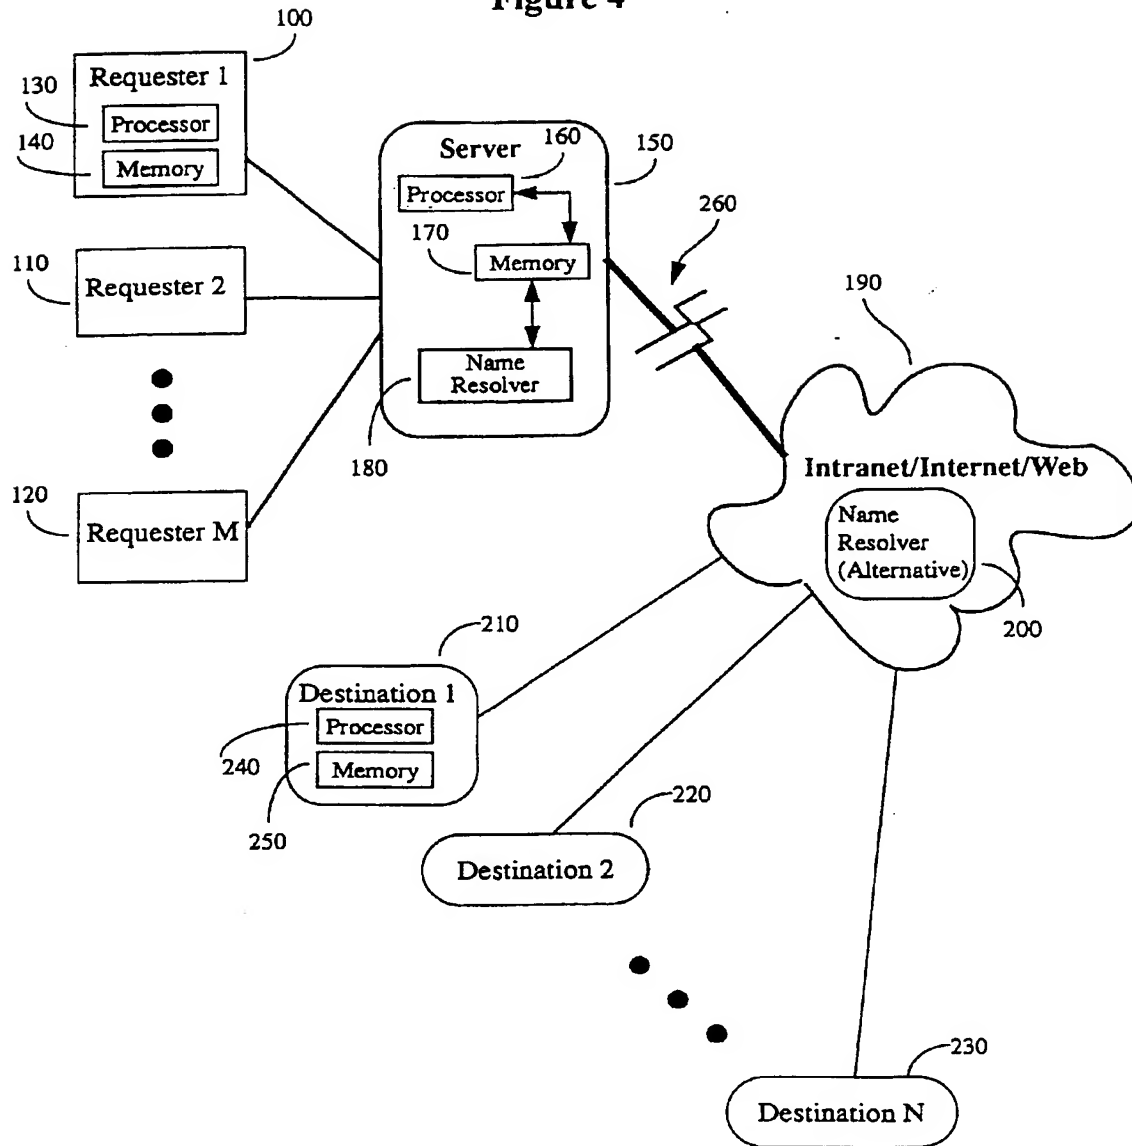 Figure 4
100
Requester 1
130
Processor
140
Memory
Server
160
150
Processor
170
Memory
260
110
Requester 2
190
Name
Resolver
180
Intranet/Internet/Web
120
Requester M
Name
Resolver
(Alternative)
200
210
Destination 1
Processor
240
Memory
250
220
Destination 2
230
Destination N